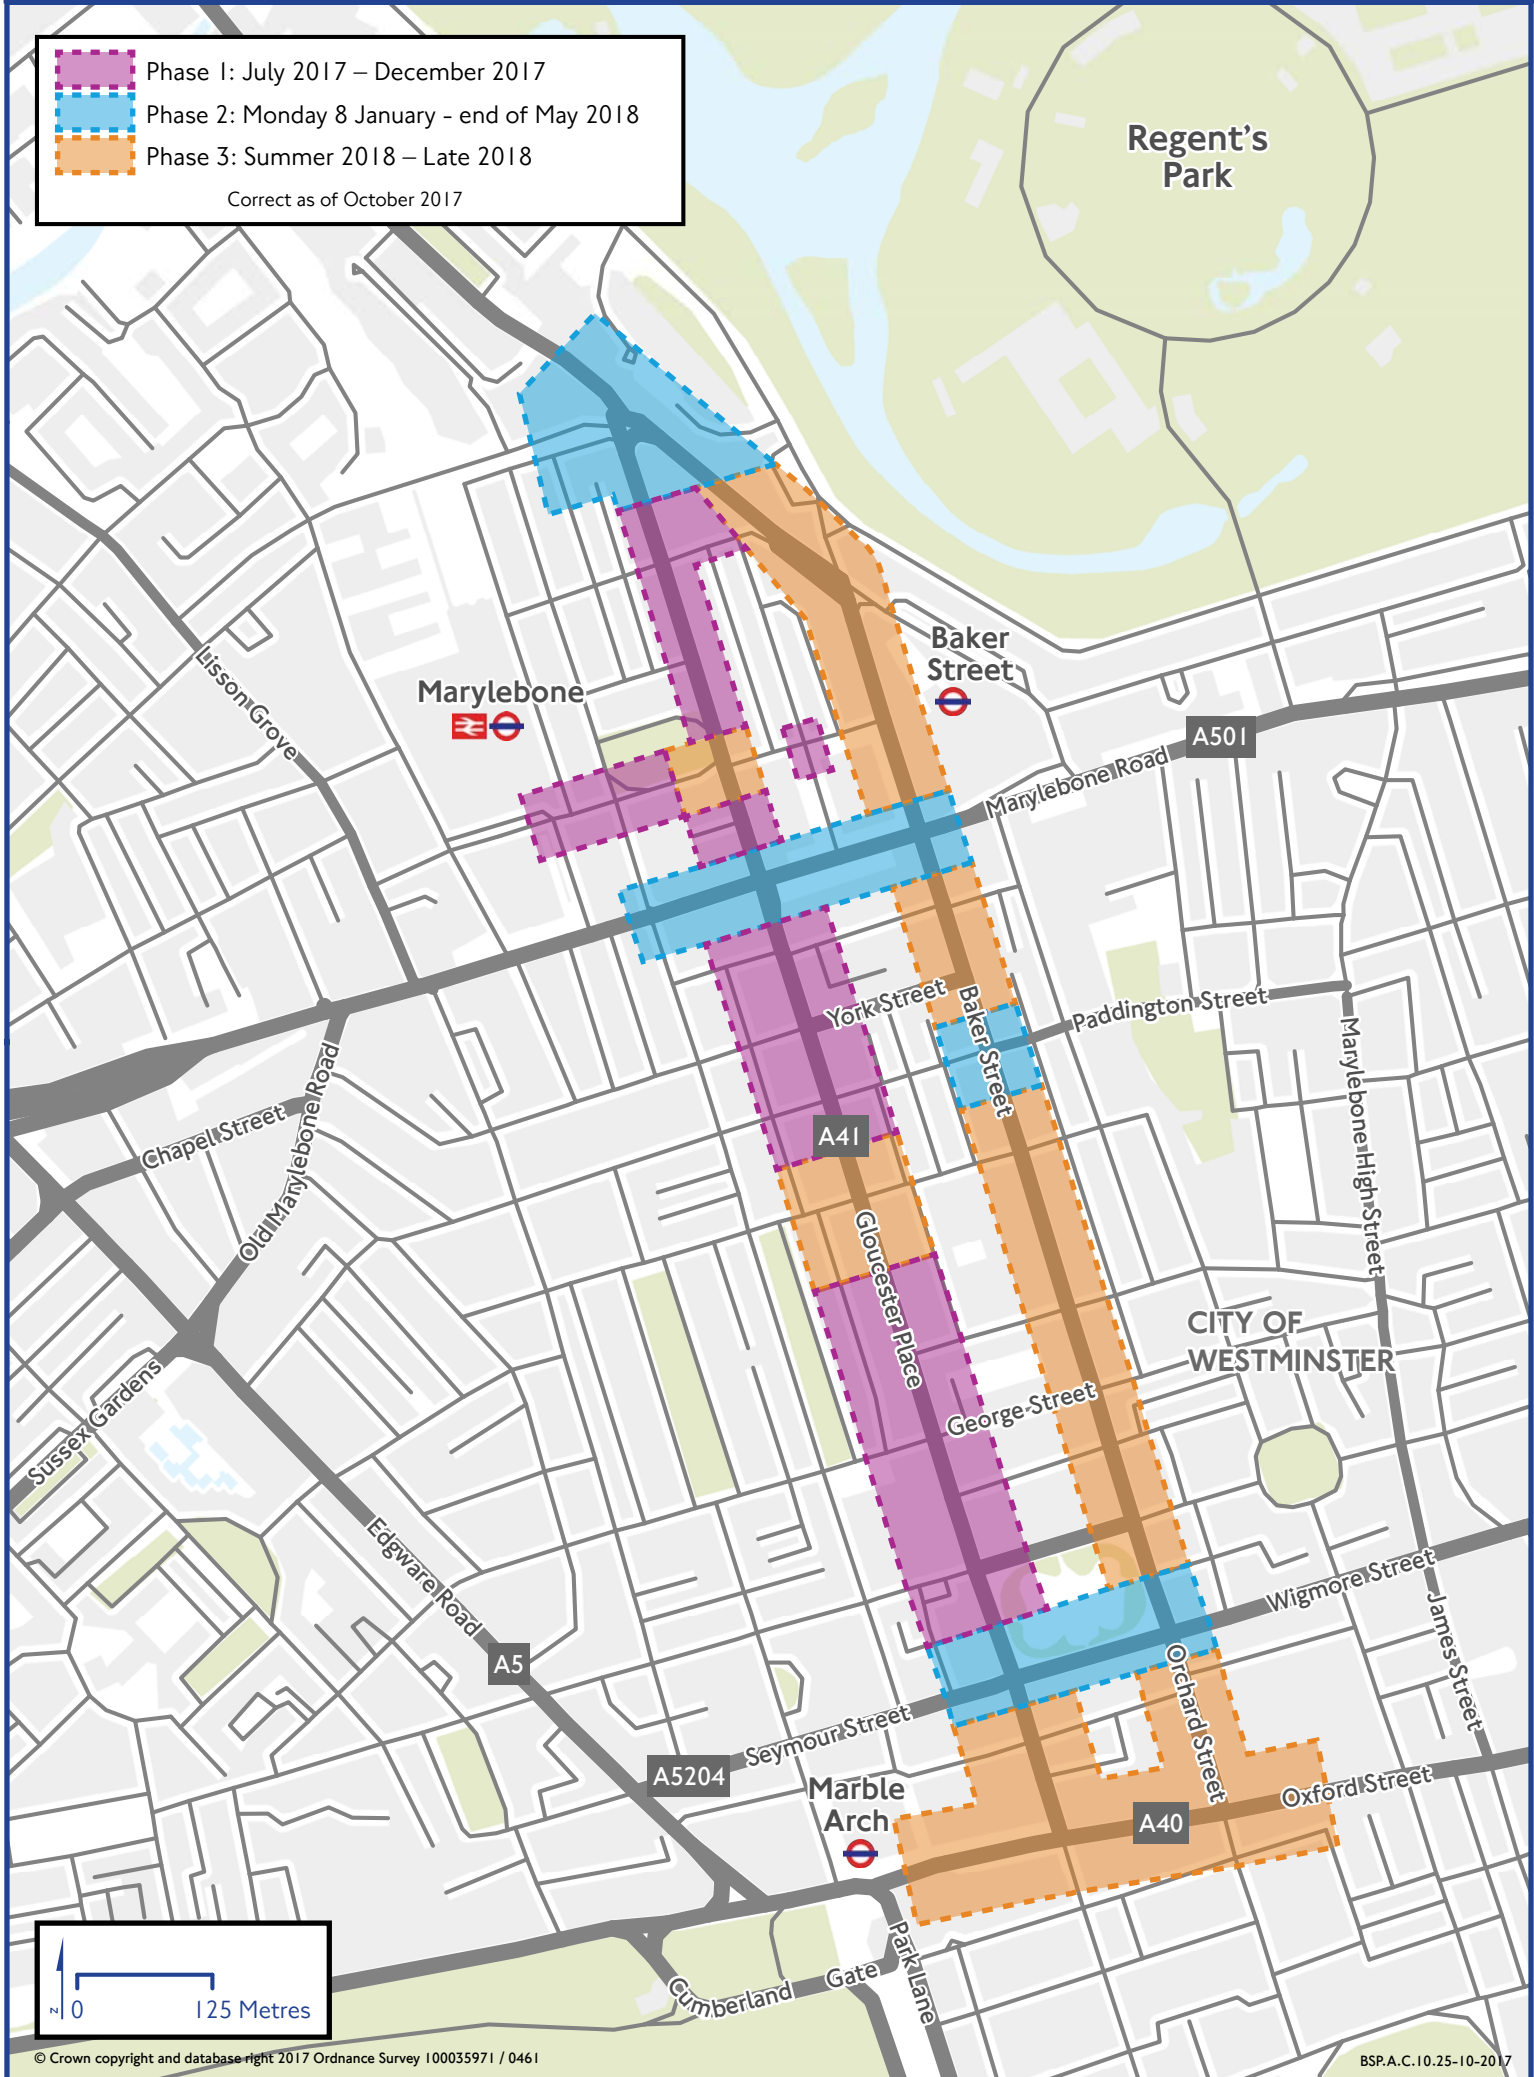 Phase 1: July 2017 – December 2017
Phase 2: Monday 8 January - end of May 2018
Phase 3: Summer 2018 – Late 2018
Correct as of October 2017
Regent's
Park
Baker
Street
Marylebone
Lisson Grove
A501
Marylebone Road
York Street
Baker Street
Paddington Street
Marylebone High Street
Old Marylebone Road
Chapel Street
A41
Gloucester Place
CITY OF
WESTMINSTER
George Street
Sussex Gardens
Edgware Road
A5
Wigmore Street
James Street
Orchard Street
Seymour Street
A5204
Marble
Arch
Oxford Street
A40
Park Lane
Cumberland Gate
N
0 125 Metres
© Crown copyright and database right 2017 Ordnance Survey 100035971 / 0461
BSP.A.C.10.25-10-2017